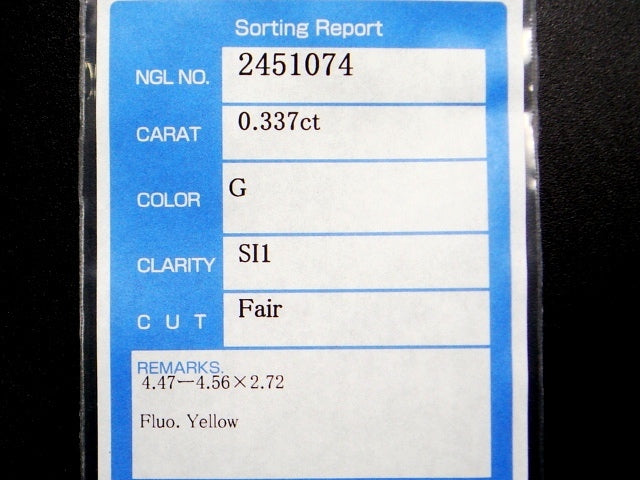 Sorting Report
NGL NO. 2451074
CARAT 0.337ct
COLOR G
CLARITY SI1
CUT Fair
REMARKS.
4.47－4.56×2.72
Fluo. Yellow